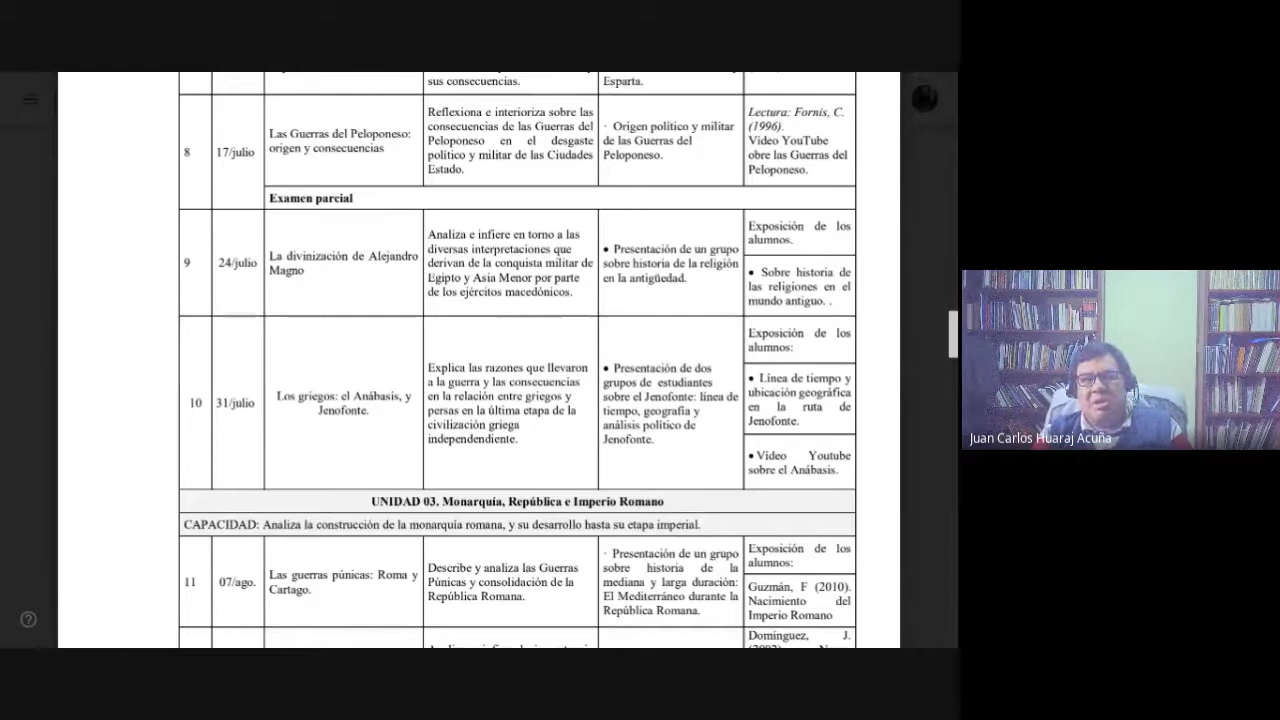 sus consecuencias.
Esparta.
8
17/julio
Las Guerras del Peloponeso:
origen y consecuencias
Reflexiona e interioriza sobre las
consecuencias de las Guerras del
Peloponeso en el desgaste
político y militar de las Ciudades
Estado.
· Origen político y militar
de las Guerras del
Peloponeso.
Lectura: Fornis, C.
(1996).
Video YouTube
obre las Guerras del
Peloponeso.
Examen parcial
9
24/julio
La divinización de Alejandro
Magno
Analiza e infiere en torno a las
diversas interpretaciones que
derivan de la conquista militar de
Egipto y Asia Menor por parte
de los ejércitos macedónicos.
• Presentación de un grupo
sobre historia de la religión
en la antigüedad.
Exposición de los
alumnos.
• Sobre historia de
las religiones en el
mundo antiguo. .
10
31/julio
Los griegos: el Anábasis, y
Jenofonte.
Explica las razones que llevaron
a la guerra y las consecuencias
en la relación entre griegos y
persas en la última etapa de la
civilización griega
independendiente.
• Presentación de dos
grupos de estudiantes
sobre el Jenofonte: línea de
tiempo, geografía y
análisis político de
Jenofonte.
Exposición de los
alumnos:
• Línea de tiempo y
ubicación geográfica
en la ruta de
Jenofonte.
• Video Youtube
sobre el Anábasis.
UNIDAD 03. Monarquía, República e Imperio Romano
CAPACIDAD: Analiza la construcción de la monarquía romana, y su desarrollo hasta su etapa imperial.
11
07/ago.
Las guerras púnicas: Roma y
Cartago.
Describe y analiza las Guerras
Púnicas y consolidación de la
República Romana.
· Presentación de un grupo
sobre historia de la
mediana y larga duración:
El Mediterráneo durante la
República Romana.
Exposición de los
alumnos:
Guzmán, F (2010).
Nacimiento del
Imperio Romano
Domínguez, J.
Juan Carlos Huaraj Acuña